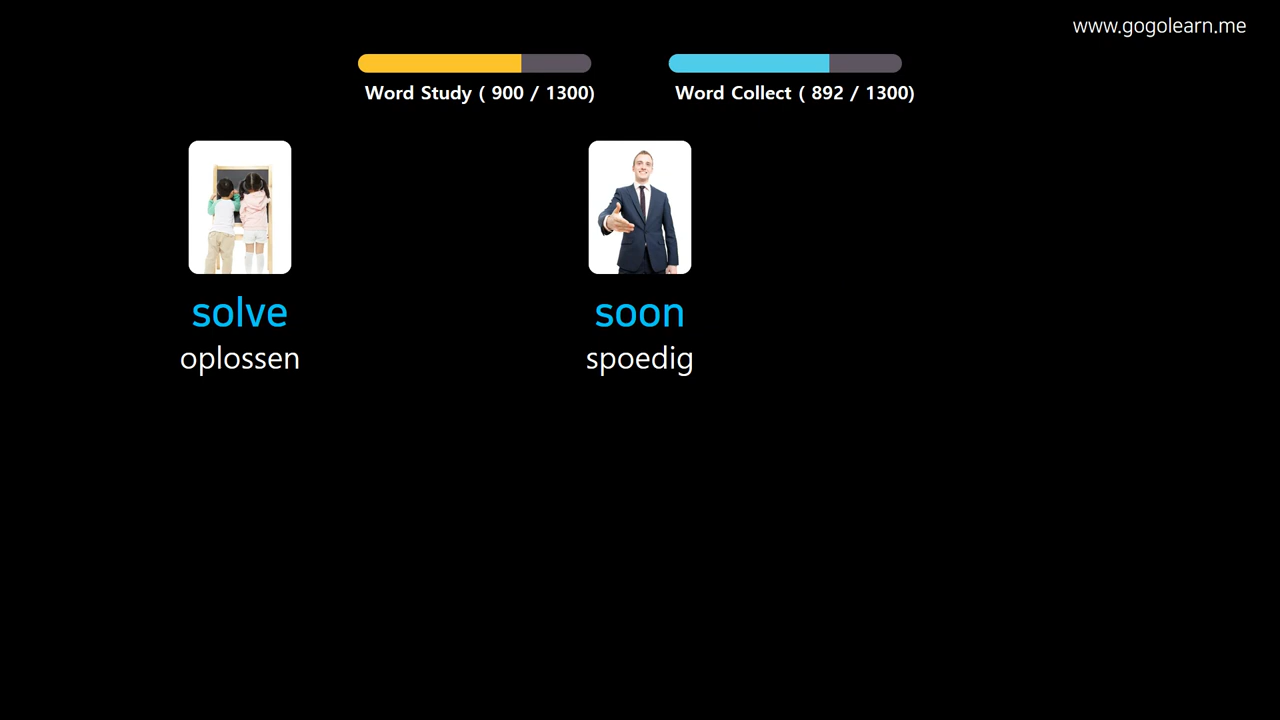 www.gogolearn.me
Word Study ( 900 / 1300)
Word Collect ( 892 / 1300)
solve
oplossen
soon
spoedig